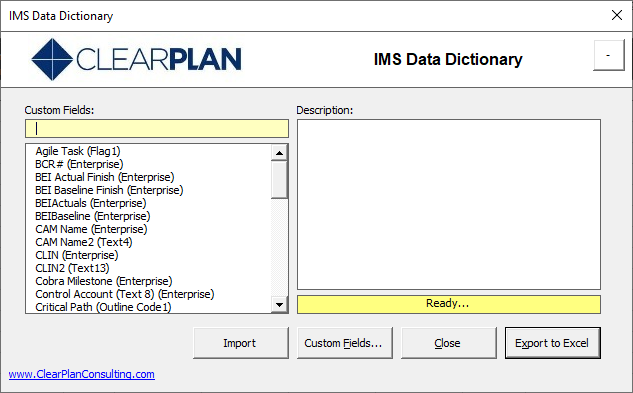 IMS Data Dictionary
CLEARPLAN
IMS Data Dictionary
-
Custom Fields:
Description:
Agile Task (Flag1)
BCR# (Enterprise)
BEI Actual Finish (Enterprise)
BEI Baseline Finish (Enterprise)
BEIActuals (Enterprise)
BEIBaseline (Enterprise)
CAM Name (Enterprise)
CAM Name2 (Text4)
CLIN (Enterprise)
CLIN2 (Text13)
Cobra Milestone (Enterprise)
Control Account (Text 8) (Enterprise)
Critical Path (Outline Code1)
Ready...
Import
Custom Fields...
Close
Export to Excel
www.ClearPlanConsulting.com